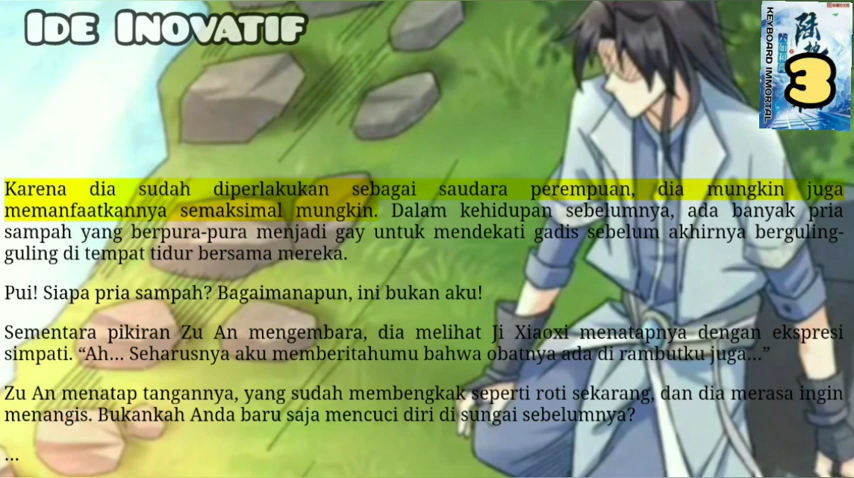 Ide Inovatif
KEYBOARD IMMORTAL
3
Karena dia sudah diperlakukan sebagai saudara perempuan, dia mungkin juga
memanfaatkannya semaksimal mungkin. Dalam kehidupan sebelumnya, ada banyak pria
sampah yang berpura-pura menjadi gay untuk mendekati gadis sebelum akhirnya berguling-
guling di tempat tidur bersama mereka.
Pui! Siapa pria sampah? Bagaimanapun, ini bukan aku!
Sementara pikiran Zu An mengembara, dia melihat Ji Xiaoxi menatapnya dengan ekspresi
simpati. “Ah... Seharusnya aku memberitahumu bahwa obatnya ada di rambutku juga...”
Zu An menatap tangannya, yang sudah membengkak seperti roti sekarang, dan dia merasa ingin
menangis. Bukankah Anda baru saja mencuci diri di sungai sebelumnya?
...